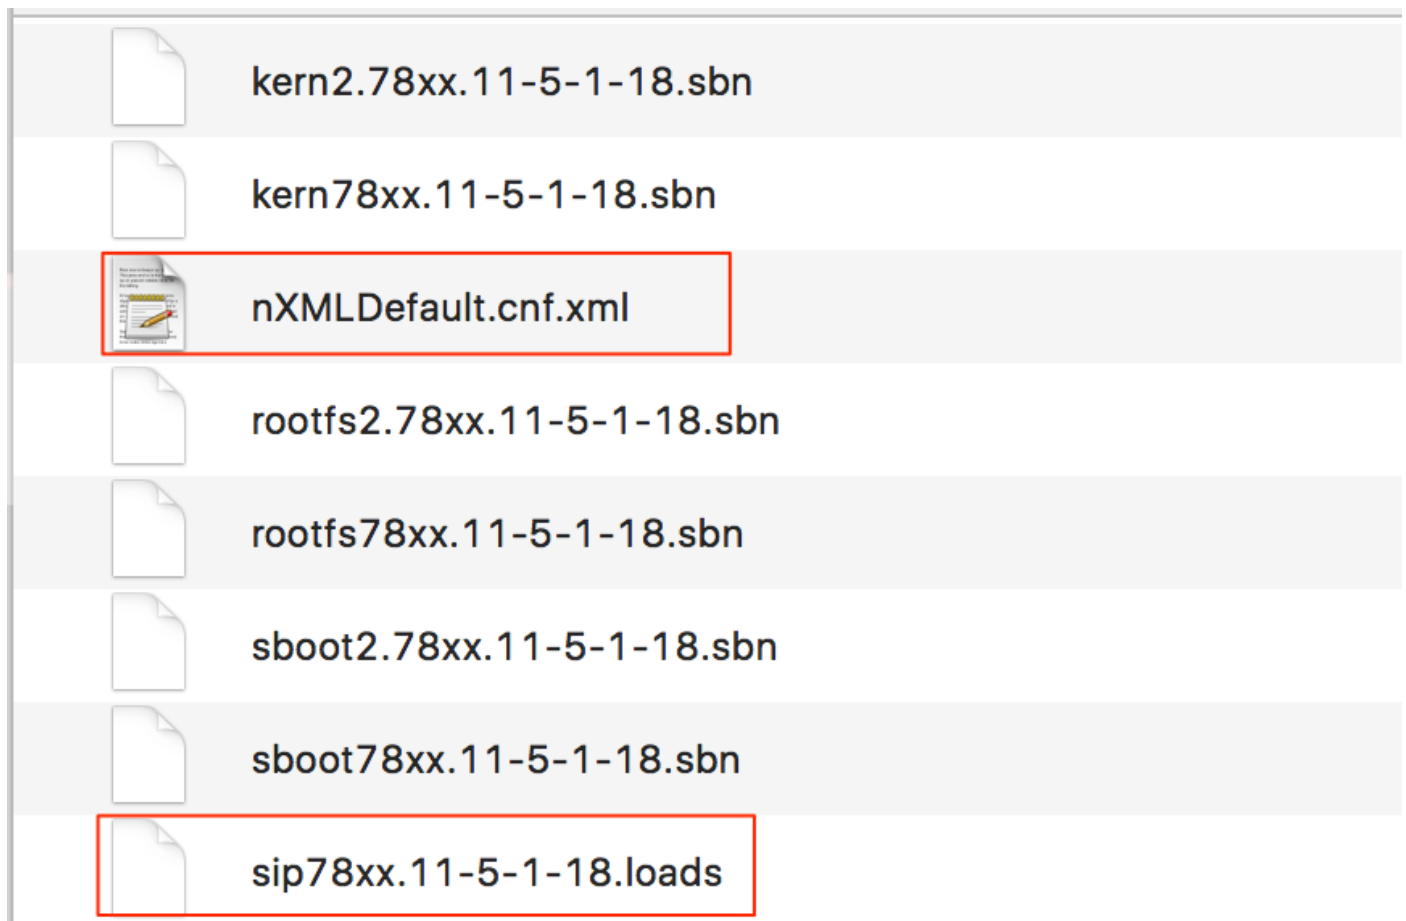 kern2.78xx.11-5-1-18.sbn
kern78xx.11-5-1-18.sbn
nXMLDefault.cnf.xml
rootfs2.78xx.11-5-1-18.sbn
rootfs78xx.11-5-1-18.sbn
sboot2.78xx.11-5-1-18.sbn
sboot78xx.11-5-1-18.sbn
sip78xx.11-5-1-18.loads